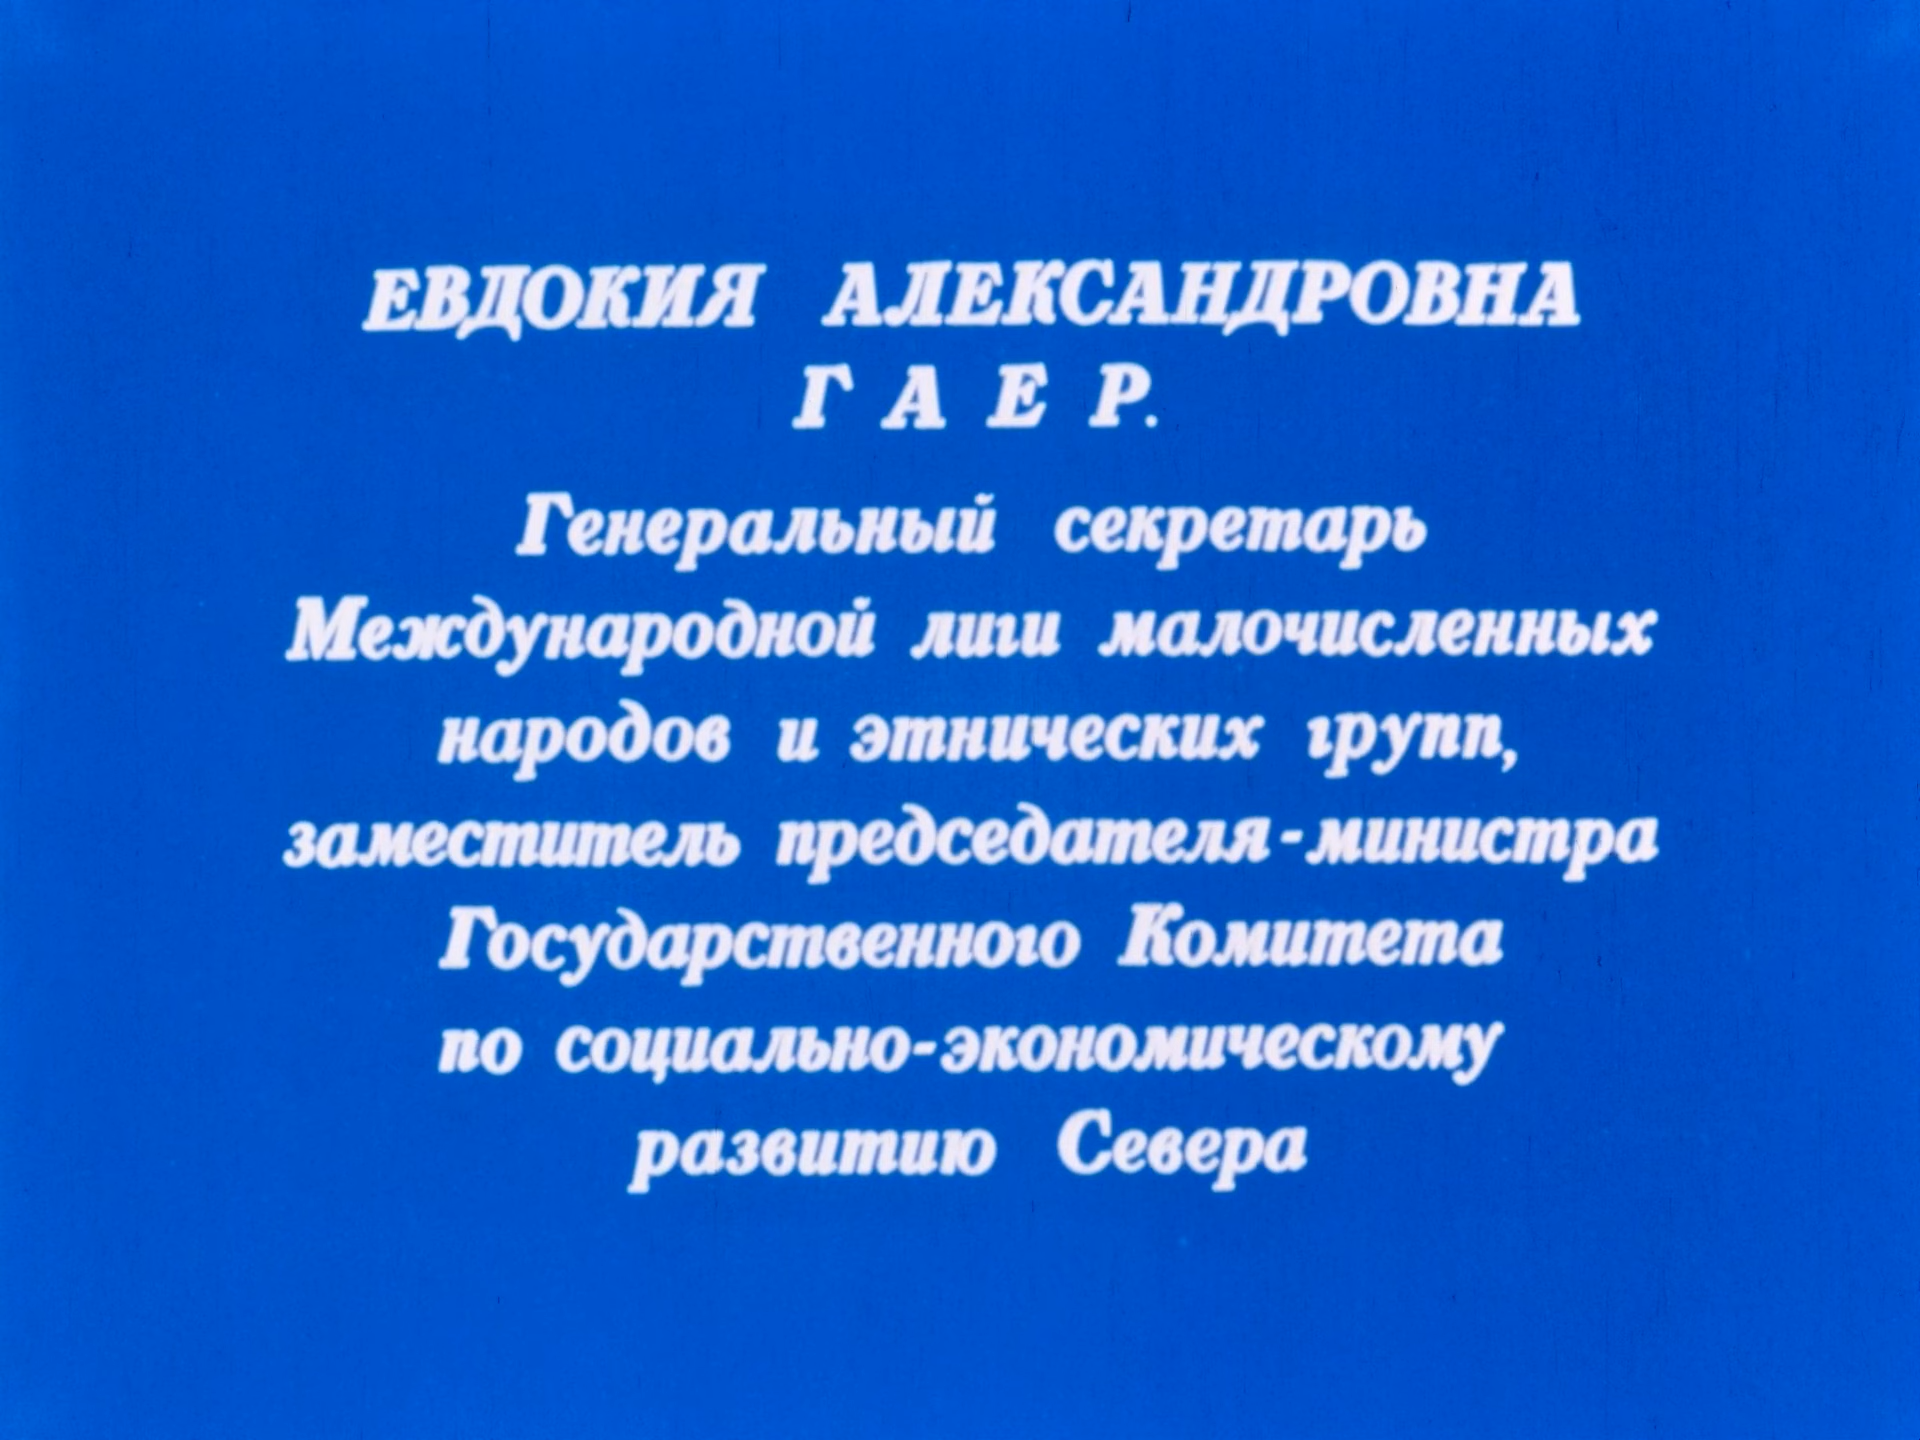 ЕВДОКИЯ АЛЕКСАНДРОВНА
Г А Е Р.
Генеральный секретарь
Международной лиги малочисленных
народов и этнических групп,
заместитель председателя-министра
Государственного Комитета
по социально-экономическому
развитию Севера